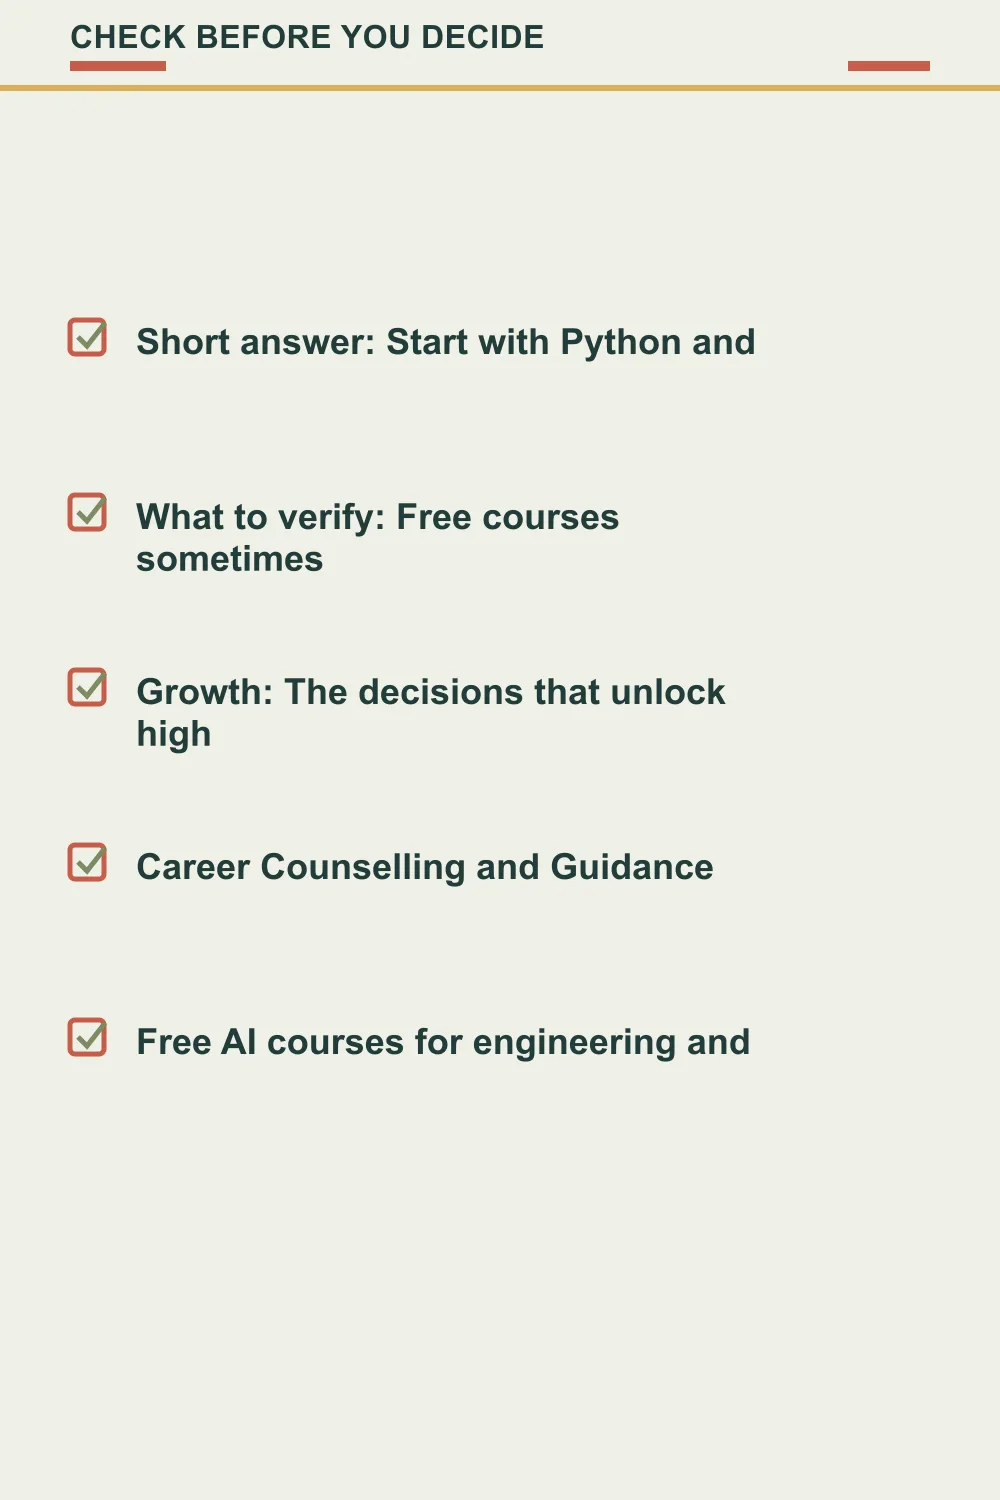 CHECK BEFORE YOU DECIDE
Short answer: Start with Python and
What to verify: Free courses
sometimes
Growth: The decisions that unlock
high
Career Counselling and Guidance
Free AI courses for engineering and